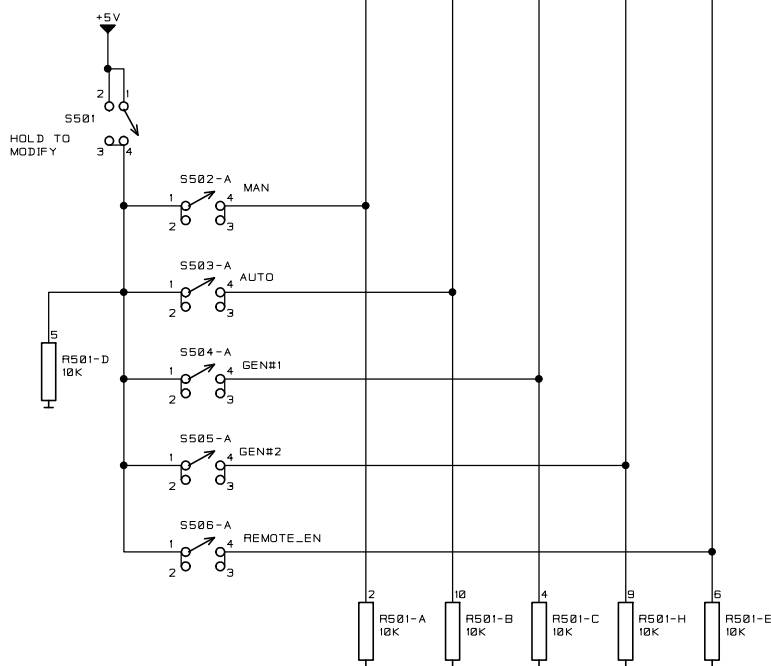 +5V
2 1
S501
HOLD TO
MODIFY
3 4
S502-A
MAN
1 4
2 3
S503-A
AUTO
1 4
2 3
5
R501-D
10K
S504-A
GEN#1
1 4
2 3
S505-A
GEN#2
1 4
2 3
S506-A
REMOTE_EN
1 4
2 3
2 10 4 9 6
R501-A R501-B R501-C R501-H R501-E
10K 10K 10K 10K 10K